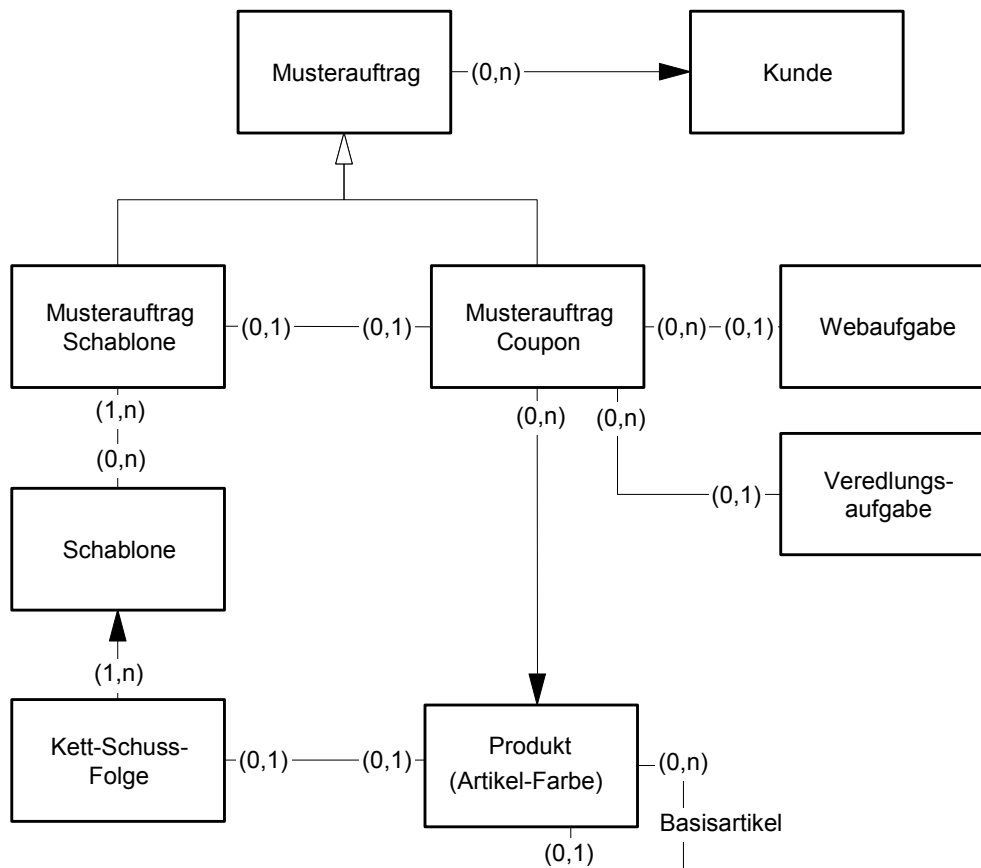 Musterauftrag
(0,n)
Kunde
Musterauftrag
Schablone
(0,1)
(0,1)
Musterauftrag
Coupon
(0,n)
(0,1)
Webaufgabe
(1,n)
(0,n)
(0,n)
(0,n)
(0,1)
Veredlungs-
aufgabe
Schablone
(1,n)
Kett-Schuss-
Folge
(0,1)
(0,1)
Produkt
(Artikel-Farbe)
(0,n)
Basisartikel
(0,1)